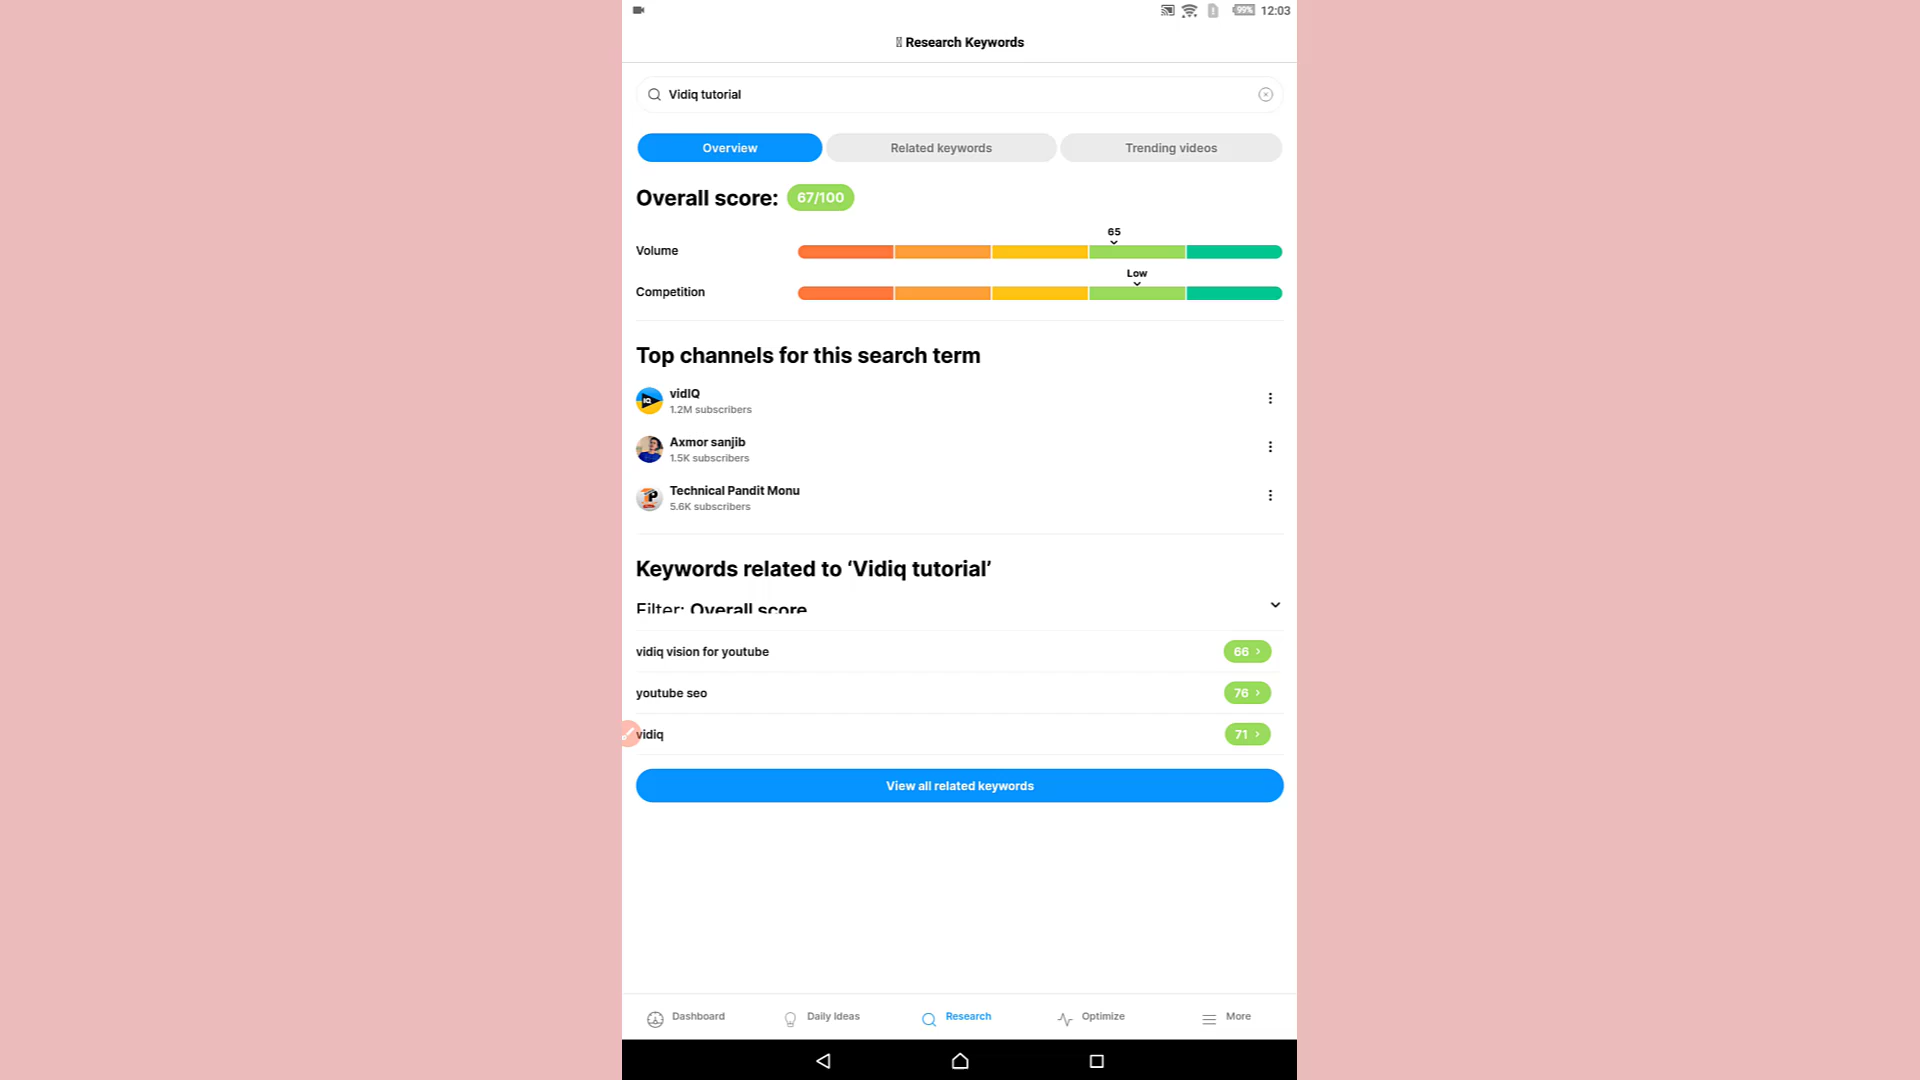 99% 12:03
Research Keywords
Vidiq tutorial
Overview Related keywords Trending videos
Overall score: 67/100
65
Volume
Low
Competition
Top channels for this search term
vidIQ
1.2M subscribers
Axmor sanjib
1.5K subscribers
Technical Pandit Monu
5.6K subscribers
Keywords related to ‘Vidiq tutorial’
Filter: Overall score
vidiq vision for youtube 66
youtube seo 76
vidiq 71
View all related keywords
Dashboard Daily Ideas Research Optimize More